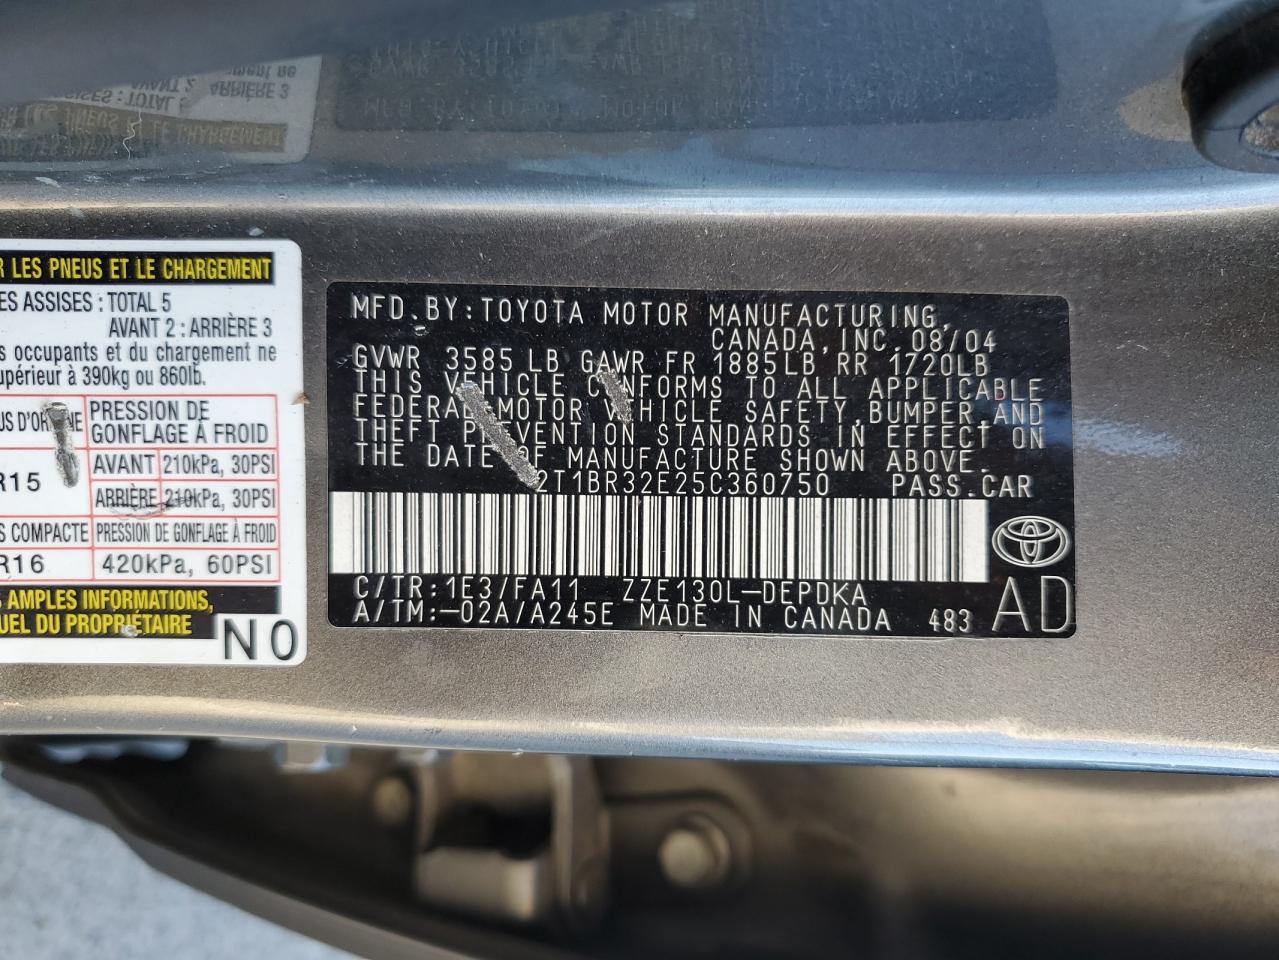 R LES PNEUS ET LE CHARGEMENT
ES ASSISES : TOTAL 5
AVANT 2 : ARRIÈRE 3
s occupants et du chargement ne
upérieur à 390kg ou 860lb.
PRESSION DE
GONFLAGE À FROID
R15
AVANT 210kPa, 30PSI
ARRIÈRE 210kPa, 30PSI
S COMPACTE PRESSION DE GONFLAGE À FROID
R16 420kPa, 60PSI
S AMPLES INFORMATIONS,
UEL DU PROPRIÉTAIRE
N0
MFD. BY: TOYOTA MOTOR MANUFACTURING,
CANADA, INC. 08/04
GVWR 3585 LB GAWR FR 1885LB, RR 1720LB
THIS VEHICLE CONFORMS TO ALL APPLICABLE
FEDERAL MOTOR VEHICLE SAFETY, BUMPER, AND
THEFT PREVENTION STANDARDS IN EFFECT ON
THE DATE OF MANUFACTURE SHOWN ABOVE.
2T1BR32E25C360750 PASS.CAR
C/TR:1E3/FA11 ZZE130L-DEPDKA
A/TM:-02A/A245E MADE IN CANADA 483
AD